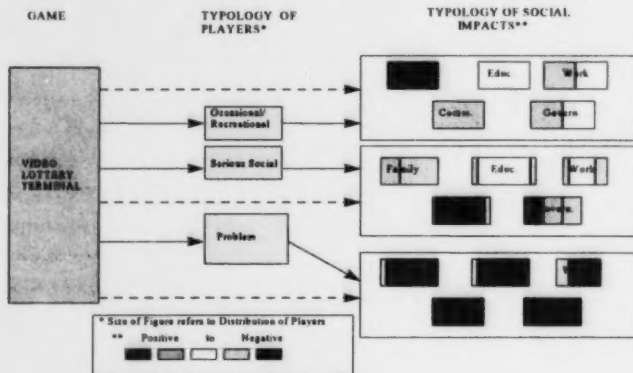 GAME
TYPOLOGY OF
PLAYERS*
TYPOLOGY OF SOCIAL
IMPACTS**
VIDEO
LOTTERY
TERMINAL
Occasional/
Recreational
Serious Social
Problem
Educ
Work
Comm.
Govern
Family
Educ
Work
* Size of Figure refers to Distribution of Players
** Positive to Negative